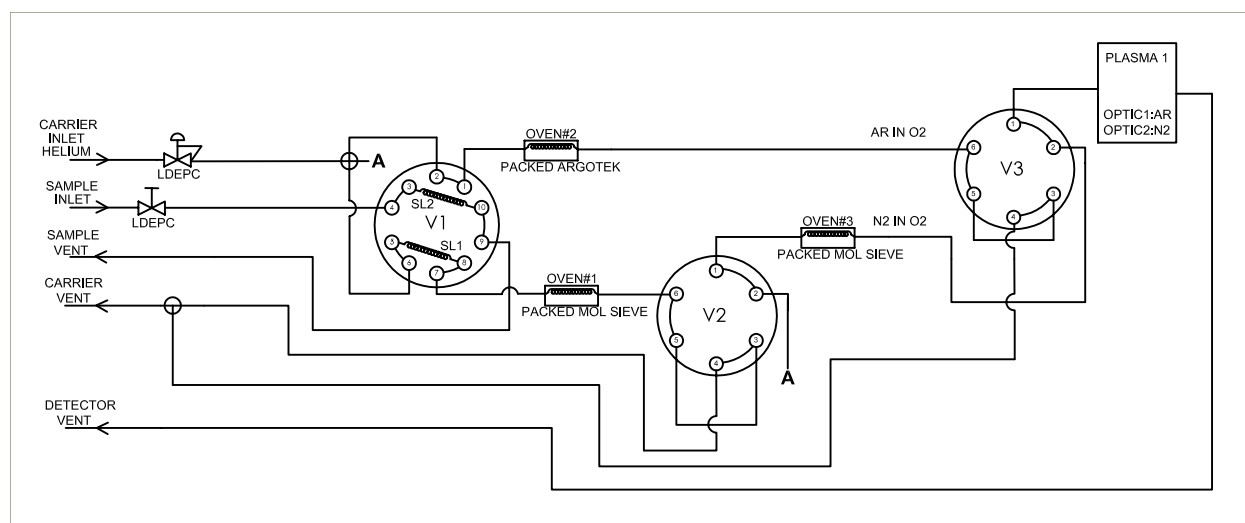 CARRIER
INLET
HELIUM
LDEPC
A
SAMPLE
INLET
LDEPC
SAMPLE
VENT
CARRIER
VENT
DETECTOR
VENT
2
1
3
4
10
9
SL2
V1
SL1
5
6
7
8
OVEN#2
PACKED ARGOTEK
OVEN#1
PACKED MOL SIEVE
1
2
6
V2
5
3
4
A
OVEN#3
PACKED MOL SIEVE
AR IN O2
N2 IN O2
1
6
2
V3
5
3
4
PLASMA 1
OPTIC1:AR
OPTIC2:N2